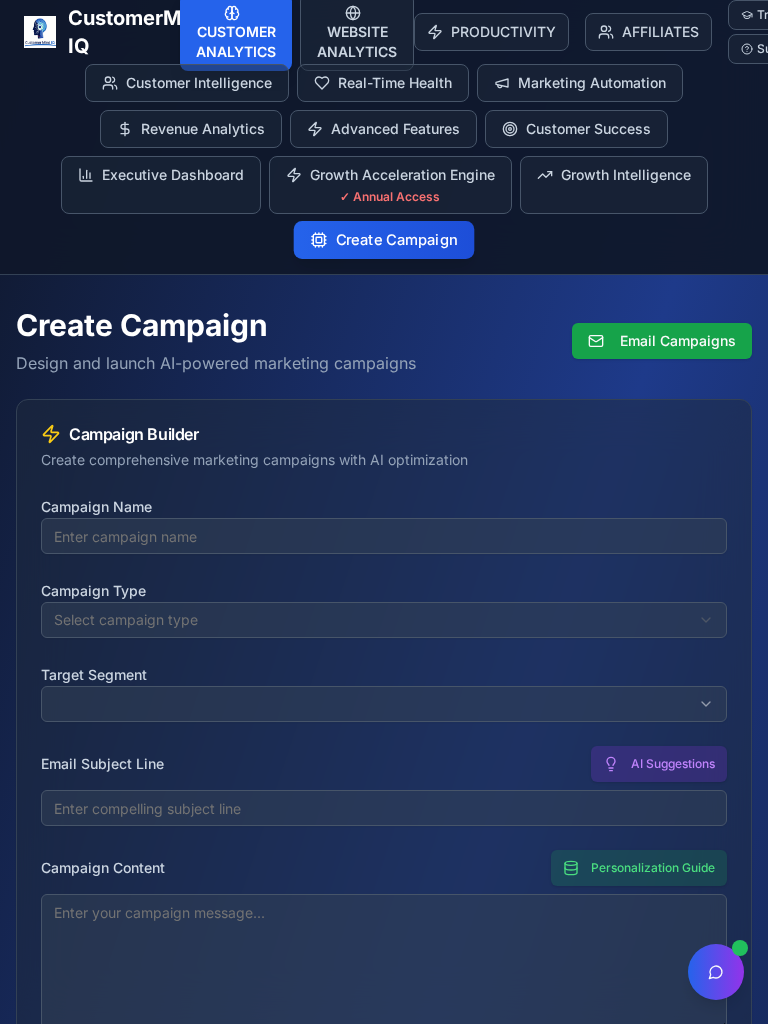 CustomerM
IQ
CUSTOMER
ANALYTICS
WEBSITE
ANALYTICS
PRODUCTIVITY
AFFILIATES
Customer Intelligence
Real-Time Health
Marketing Automation
Revenue Analytics
Advanced Features
Customer Success
Executive Dashboard
Growth Acceleration Engine
✓ Annual Access
Growth Intelligence
Create Campaign
Create Campaign
Design and launch AI-powered marketing campaigns
Email Campaigns
Campaign Builder
Create comprehensive marketing campaigns with AI optimization
Campaign Name
Enter campaign name
Campaign Type
Select campaign type
Target Segment
Email Subject Line
AI Suggestions
Enter compelling subject line
Campaign Content
Personalization Guide
Enter your campaign message...